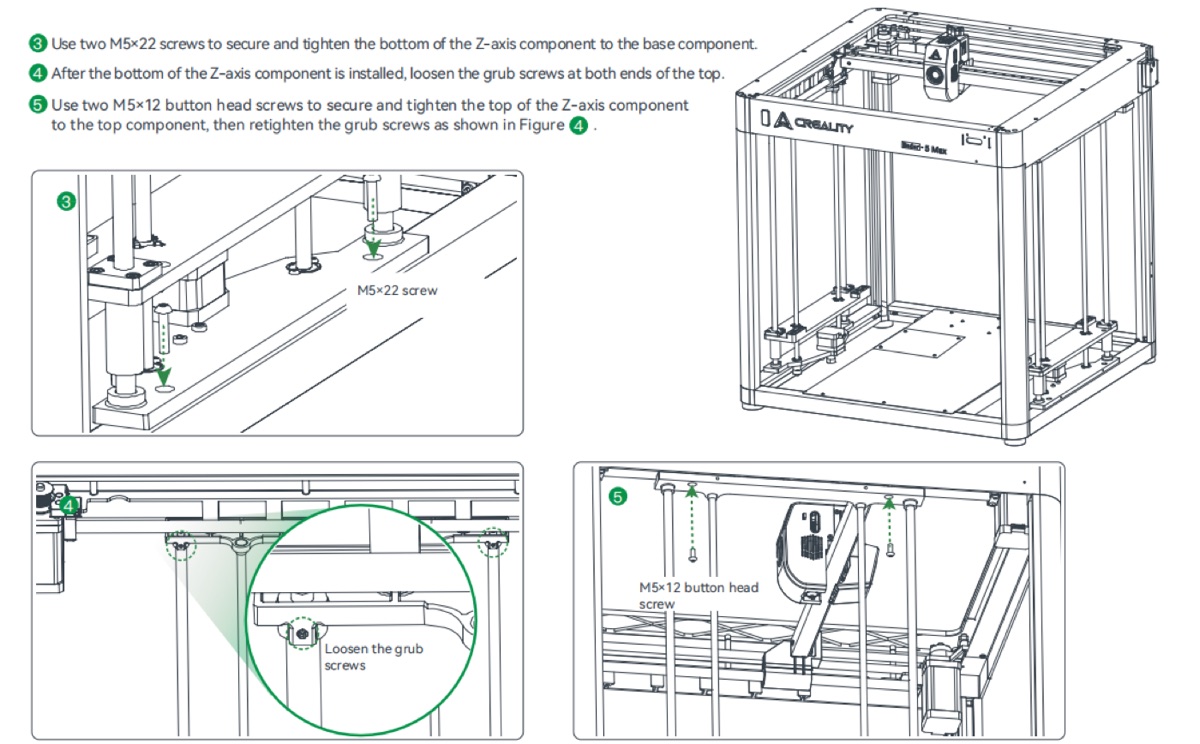 3 Use two M5×22 screws to secure and tighten the bottom of the Z-axis component to the base component.
4 After the bottom of the Z-axis component is installed, loosen the grub screws at both ends of the top.
5 Use two M5×12 button head screws to secure and tighten the top of the Z-axis component
to the top component, then retighten the grub screws as shown in Figure 4 .
CREALITY
Ender-5 Max
3
M5×22 screw
4
Loosen the grub
screws
5
M5×12 button head
screw